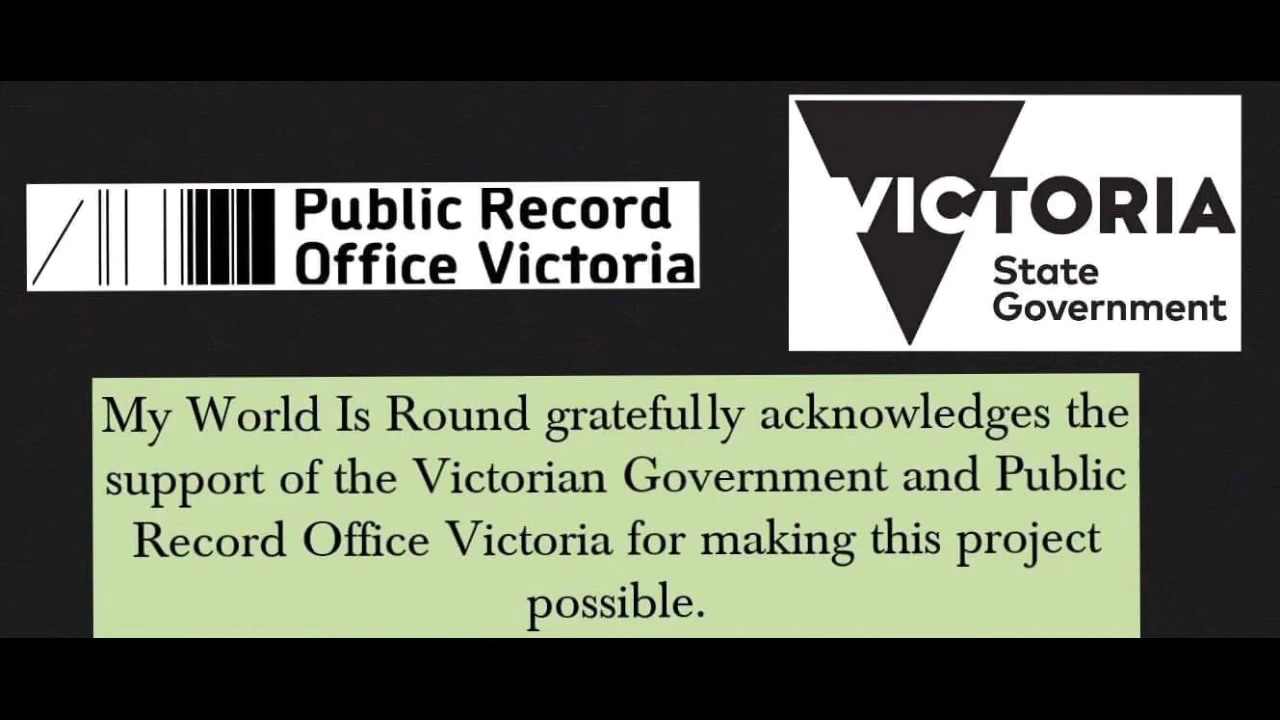 Public Record
Office Victoria
VICTORIA
State
Government
My World Is Round gratefully acknowledges the
support of the Victorian Government and Public
Record Office Victoria for making this project
possible.